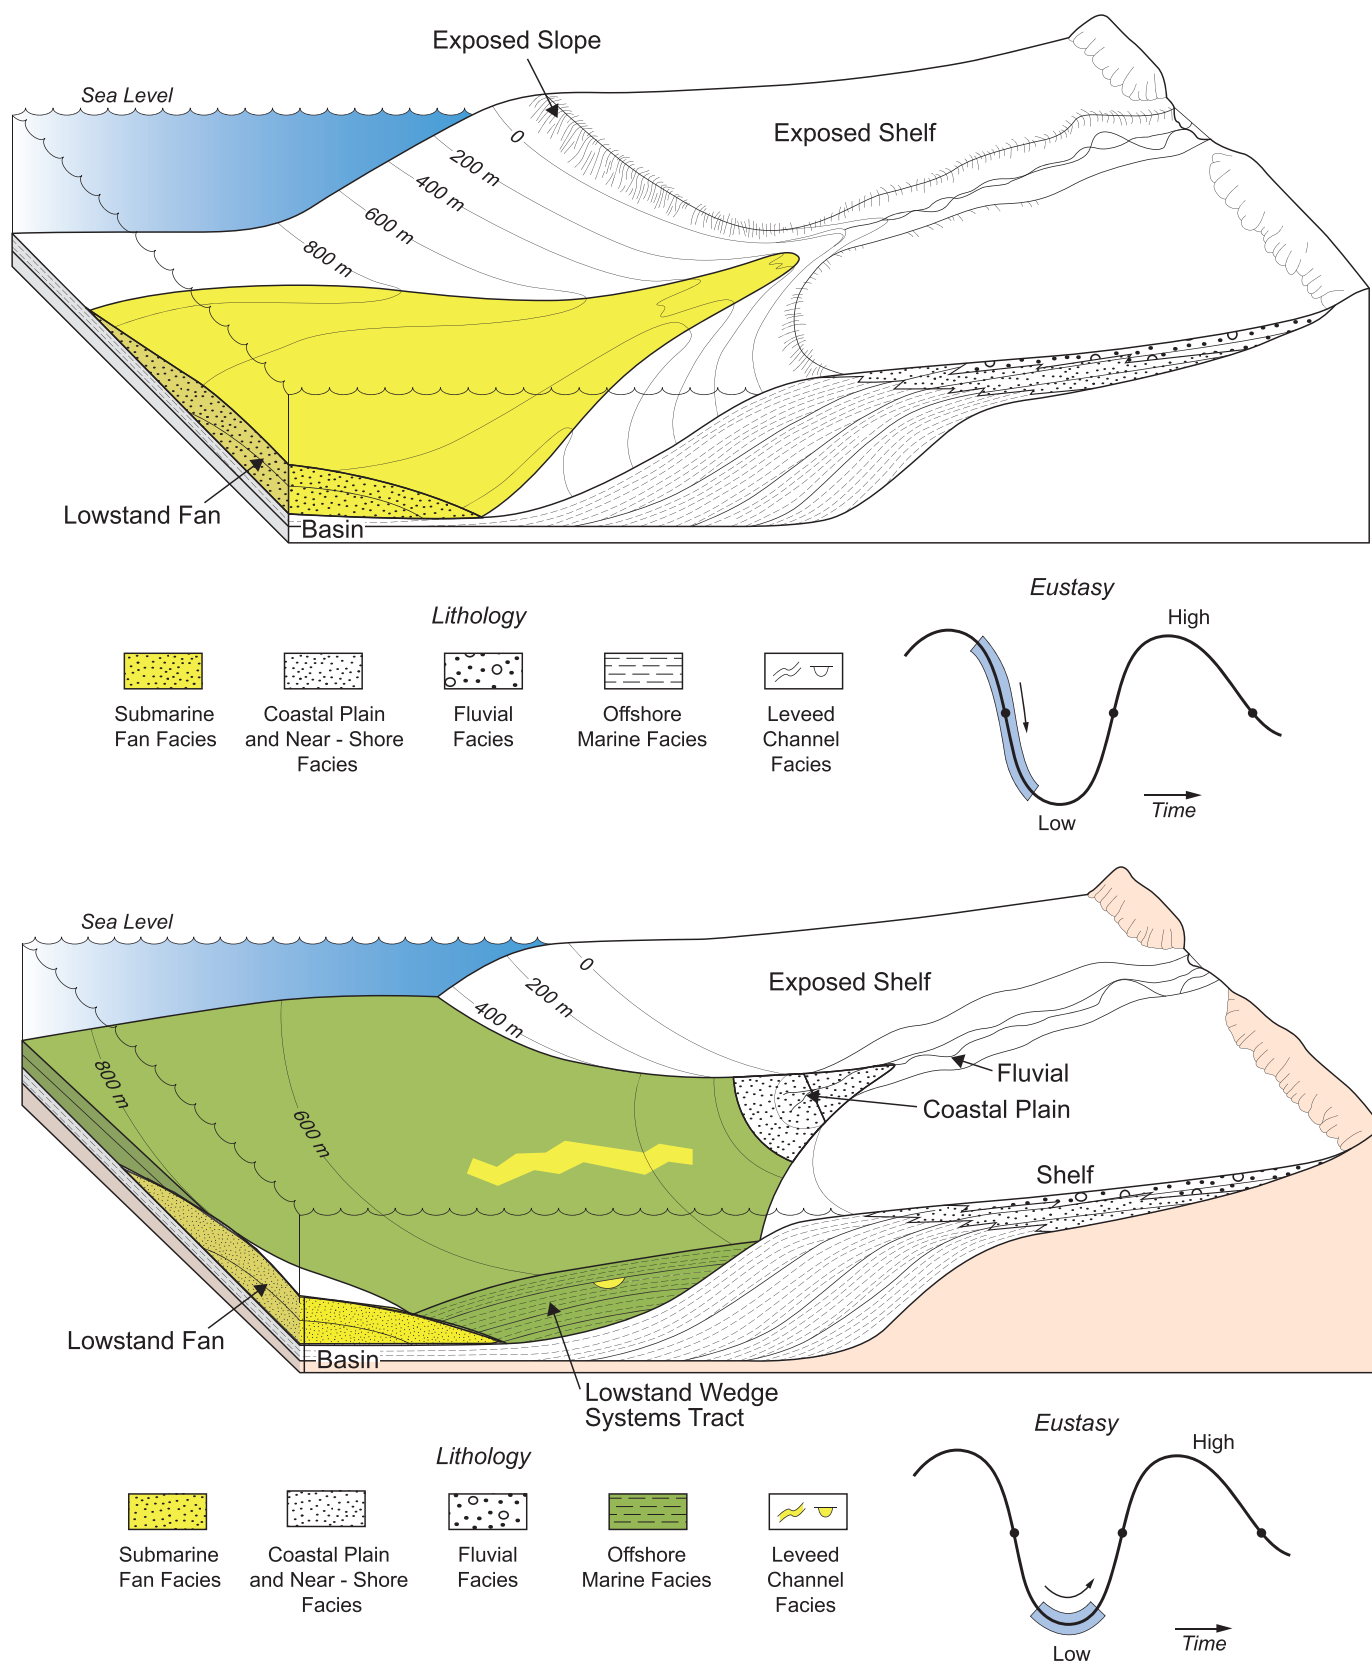 Exposed Slope
Sea Level
Exposed Shelf
0
200 m
400 m
600 m
800 m
Lowstand Fan
Basin
Eustasy
High
Low
Time
Lithology
Submarine
Fan Facies
Coastal Plain
and Near - Shore
Facies
Fluvial
Facies
Offshore
Marine Facies
Leveed
Channel
Facies
Sea Level
Exposed Shelf
0
200 m
400 m
800 m
600 m
Fluvial
Coastal Plain
Shelf
Lowstand Fan
Basin
Lowstand Wedge
Systems Tract
Eustasy
High
Low
Time
Lithology
Submarine
Fan Facies
Coastal Plain
and Near - Shore
Facies
Fluvial
Facies
Offshore
Marine Facies
Leveed
Channel
Facies